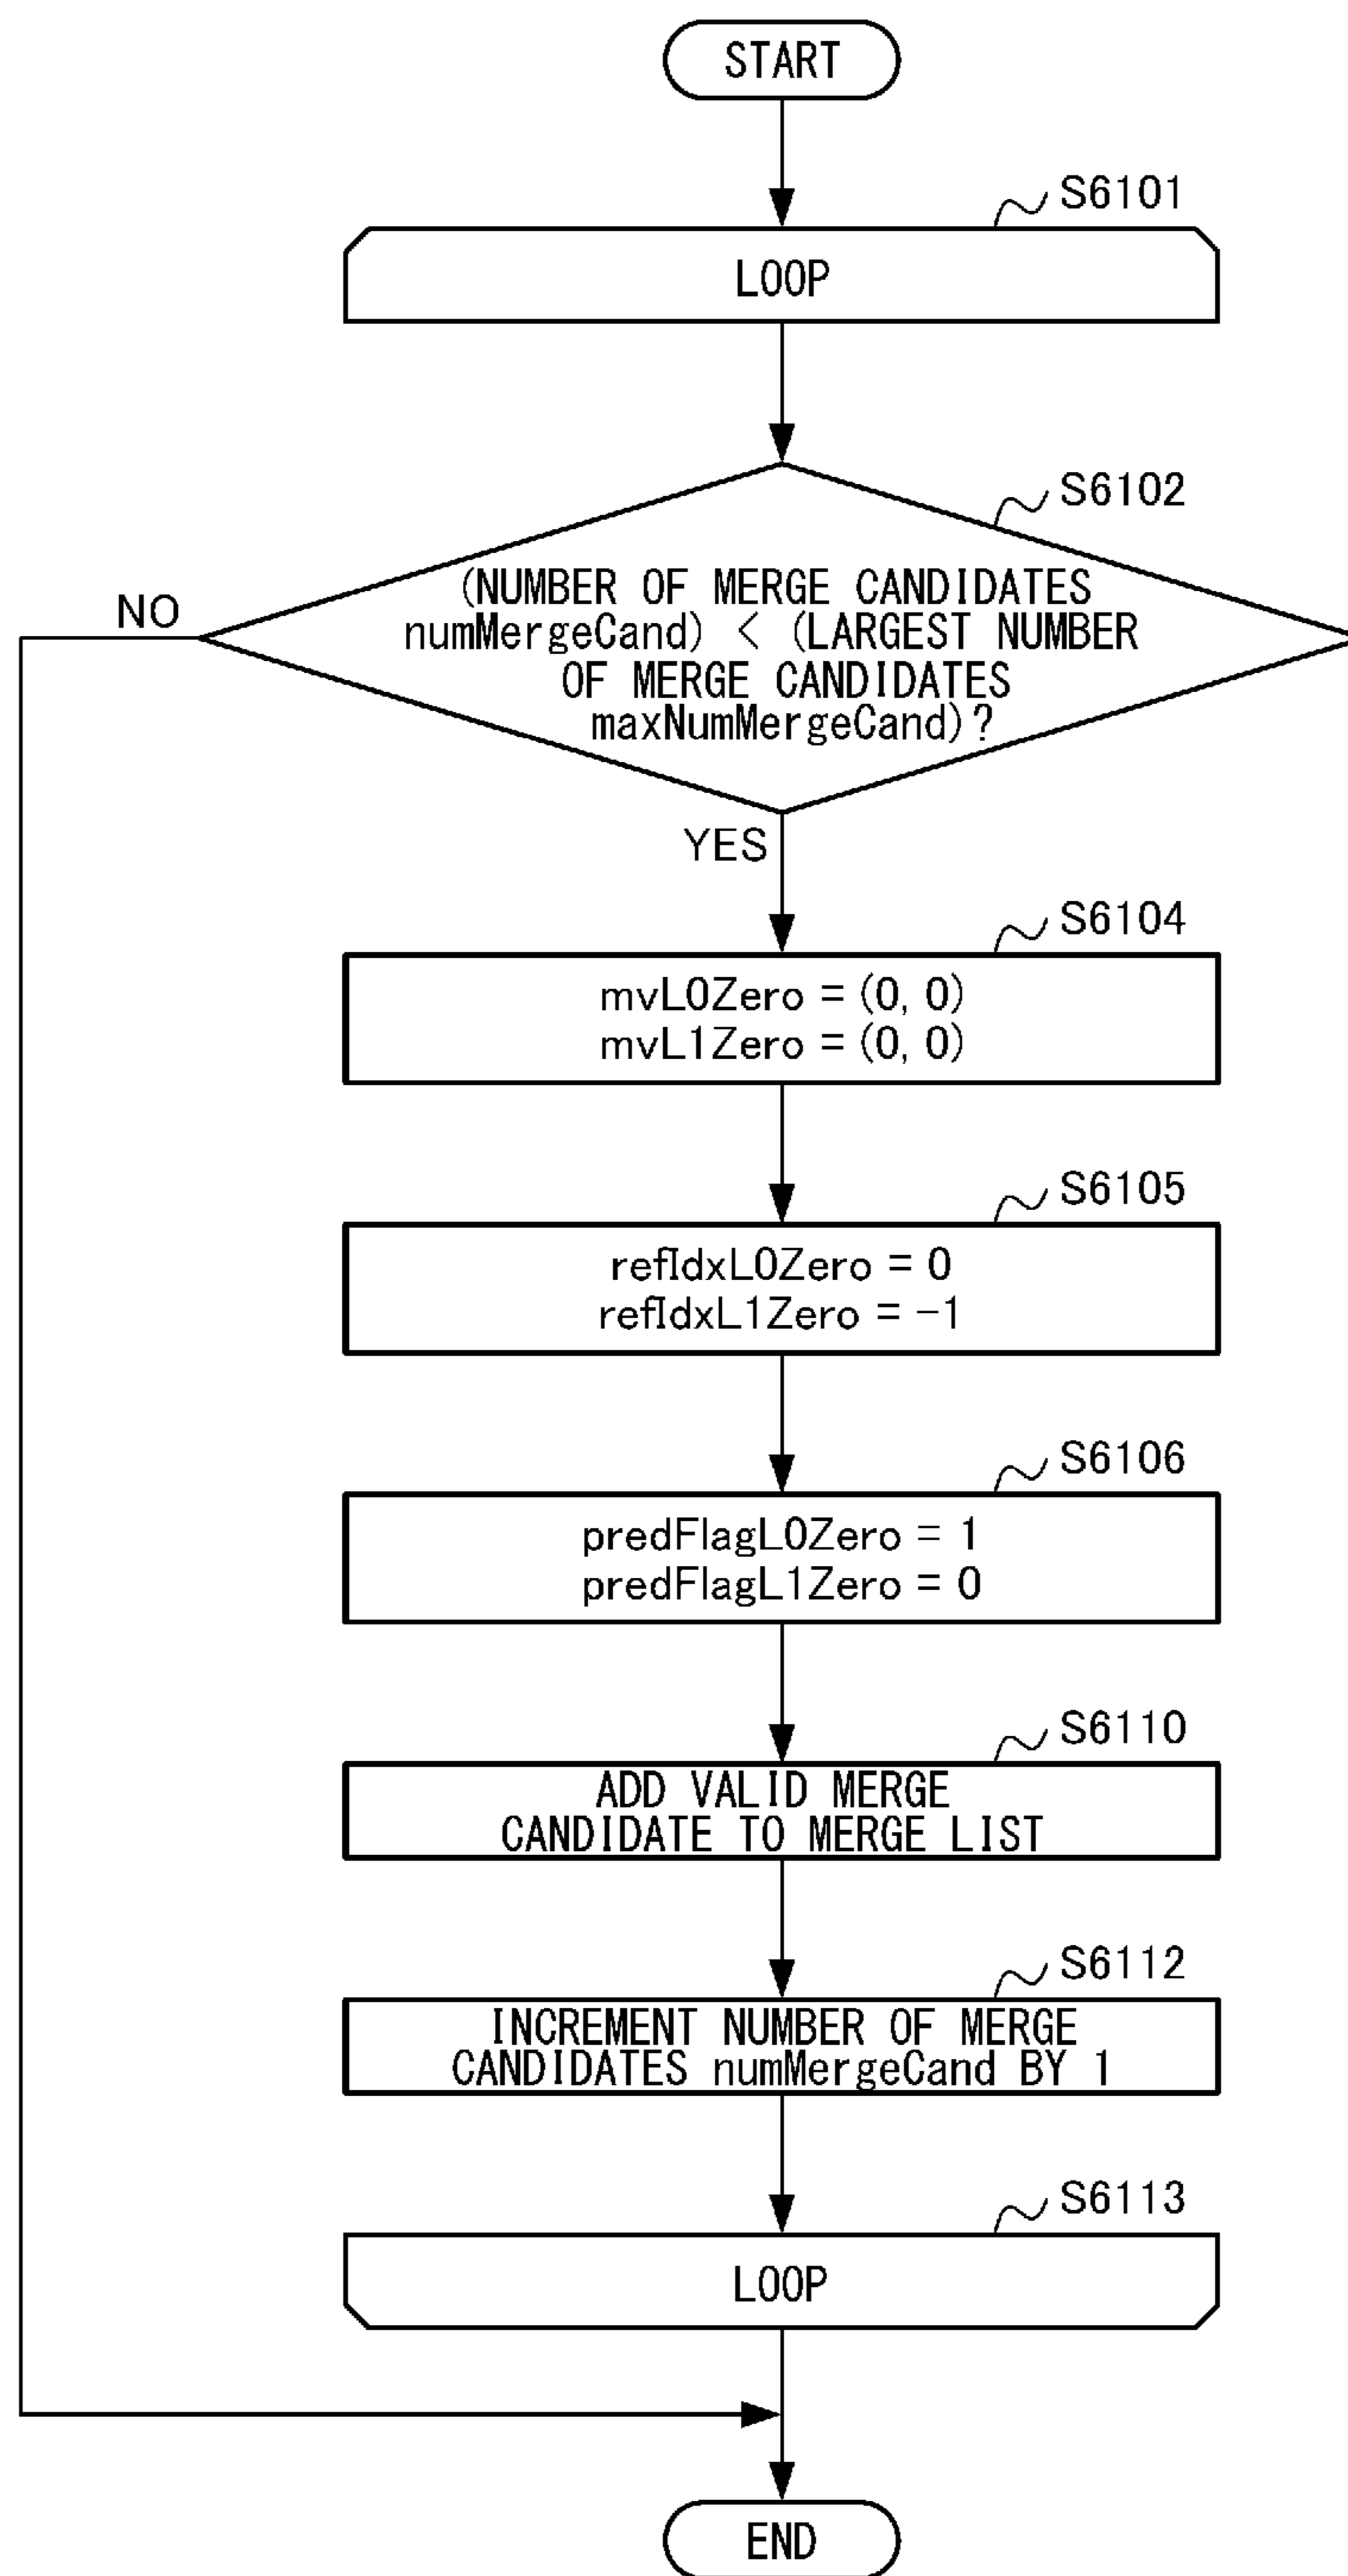 START
S6101
LOOP
S6102
NO
(NUMBER OF MERGE CANDIDATES
numMergeCand) < (LARGEST NUMBER
OF MERGE CANDIDATES
maxNumMergeCand)?
YES
S6104
mvL0Zero = (0, 0)
mvL1Zero = (0, 0)
S6105
refIdxL0Zero = 0
refIdxL1Zero = -1
S6106
predFlagL0Zero = 1
predFlagL1Zero = 0
S6110
ADD VALID MERGE
CANDIDATE TO MERGE LIST
S6112
INCREMENT NUMBER OF MERGE
CANDIDATES numMergeCand BY 1
S6113
LOOP
END